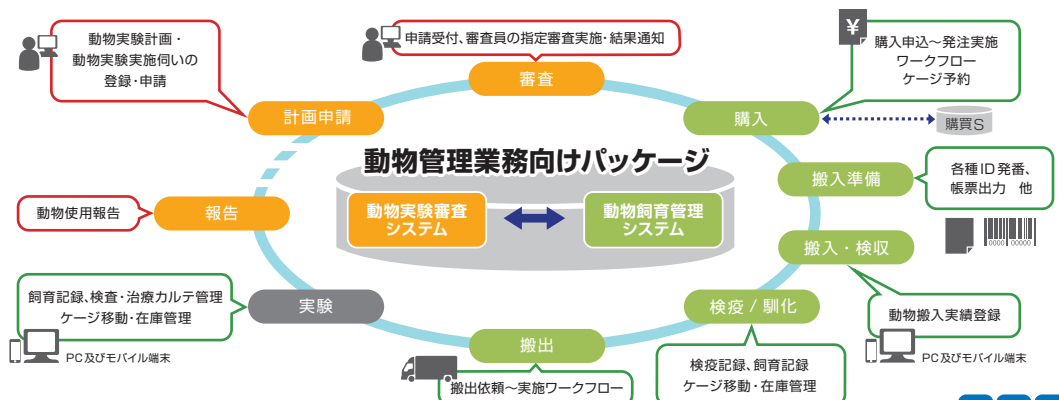 動物実験計画・
動物実験実施伺いの
登録・申請
申請受付、審査員の指定審査実施・結果通知
¥
購入申込～発注実施
ワークフロー
ケージ予約
審査
計画申請
購入
購買S
動物管理業務向けパッケージ
動物実験審査
システム
動物飼育管理
システム
搬入準備
各種ID発番、
帳票出力 他
0000 00000
動物使用報告
報告
搬入・検収
飼育記録、検査・治療カルテ管理
ケージ移動・在庫管理
実験
検疫 / 馴化
動物搬入実績登録
PC及びモバイル端末
搬出
PC及びモバイル端末
搬出依頼～実施ワークフロー
検疫記録、飼育記録
ケージ移動・在庫管理